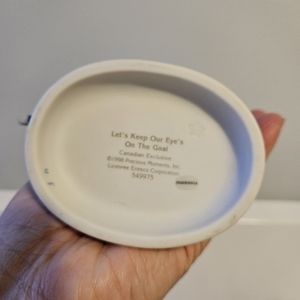 Let's Keep Our Eye's
On The Goal
Canadian Exclusive
©1998 Precious Moments, Inc.
Licensee Enesco Corporation
549975